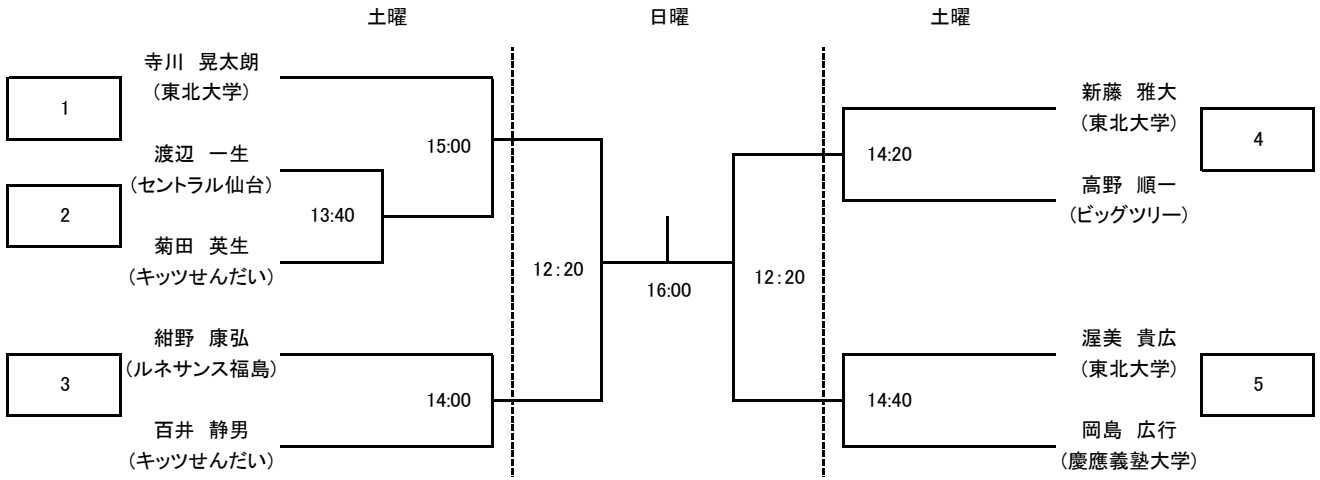 土曜
日曜
土曜
寺川　晃太朗
(東北大学)
1
渡辺　一生
(セントラル仙台)
2
菊田　英生
(キッツせんだい)
13:40
15:00
紺野　康弘
(ルネサンス福島)
3
百井　静男
(キッツせんだい)
14:00
12：20
16:00
12：20
新藤　雅大
(東北大学)
4
14:20
高野　順一
(ビッグツリー)
渥美　貴広
(東北大学)
5
14:40
岡島　広行
(慶應義塾大学)